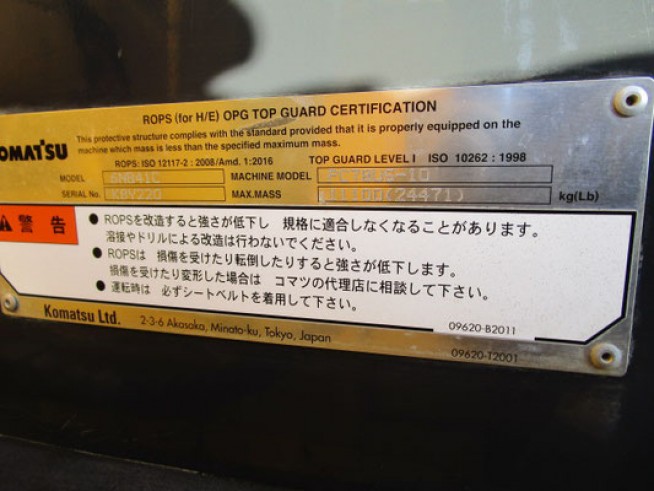 ROPS (for H/E) OPG TOP GUARD CERTIFICATION
This protective structure complies with the standard provided that it is properly equipped on the
machine which mass is less than the specified maximum mass.
KOMATSU
ROPS: ISO 12117-2 : 2008/Amd. 1:2016 TOP GUARD LEVEL I ISO 10262 : 1998
MODEL MACHINE MODEL
SERIAL No. MAX.MASS 11100(24471) kg(Lb)
警告
● ROPSを改造すると強さが低下し 規格に適合しなくなることがあります。
溶接やドリルによる改造は行わないでください。
● ROPSは 損傷を受けたり転倒したりすると強さが低下します。
損傷を受けたり変形した場合は コマツの代理店に相談して下さい。
● 運転時は 必ずシートベルトを着用して下さい。
09620-B2011
Komatsu Ltd. 2-3-6 Akasaka, Minato-ku, Tokyo, Japan
09620-T2001